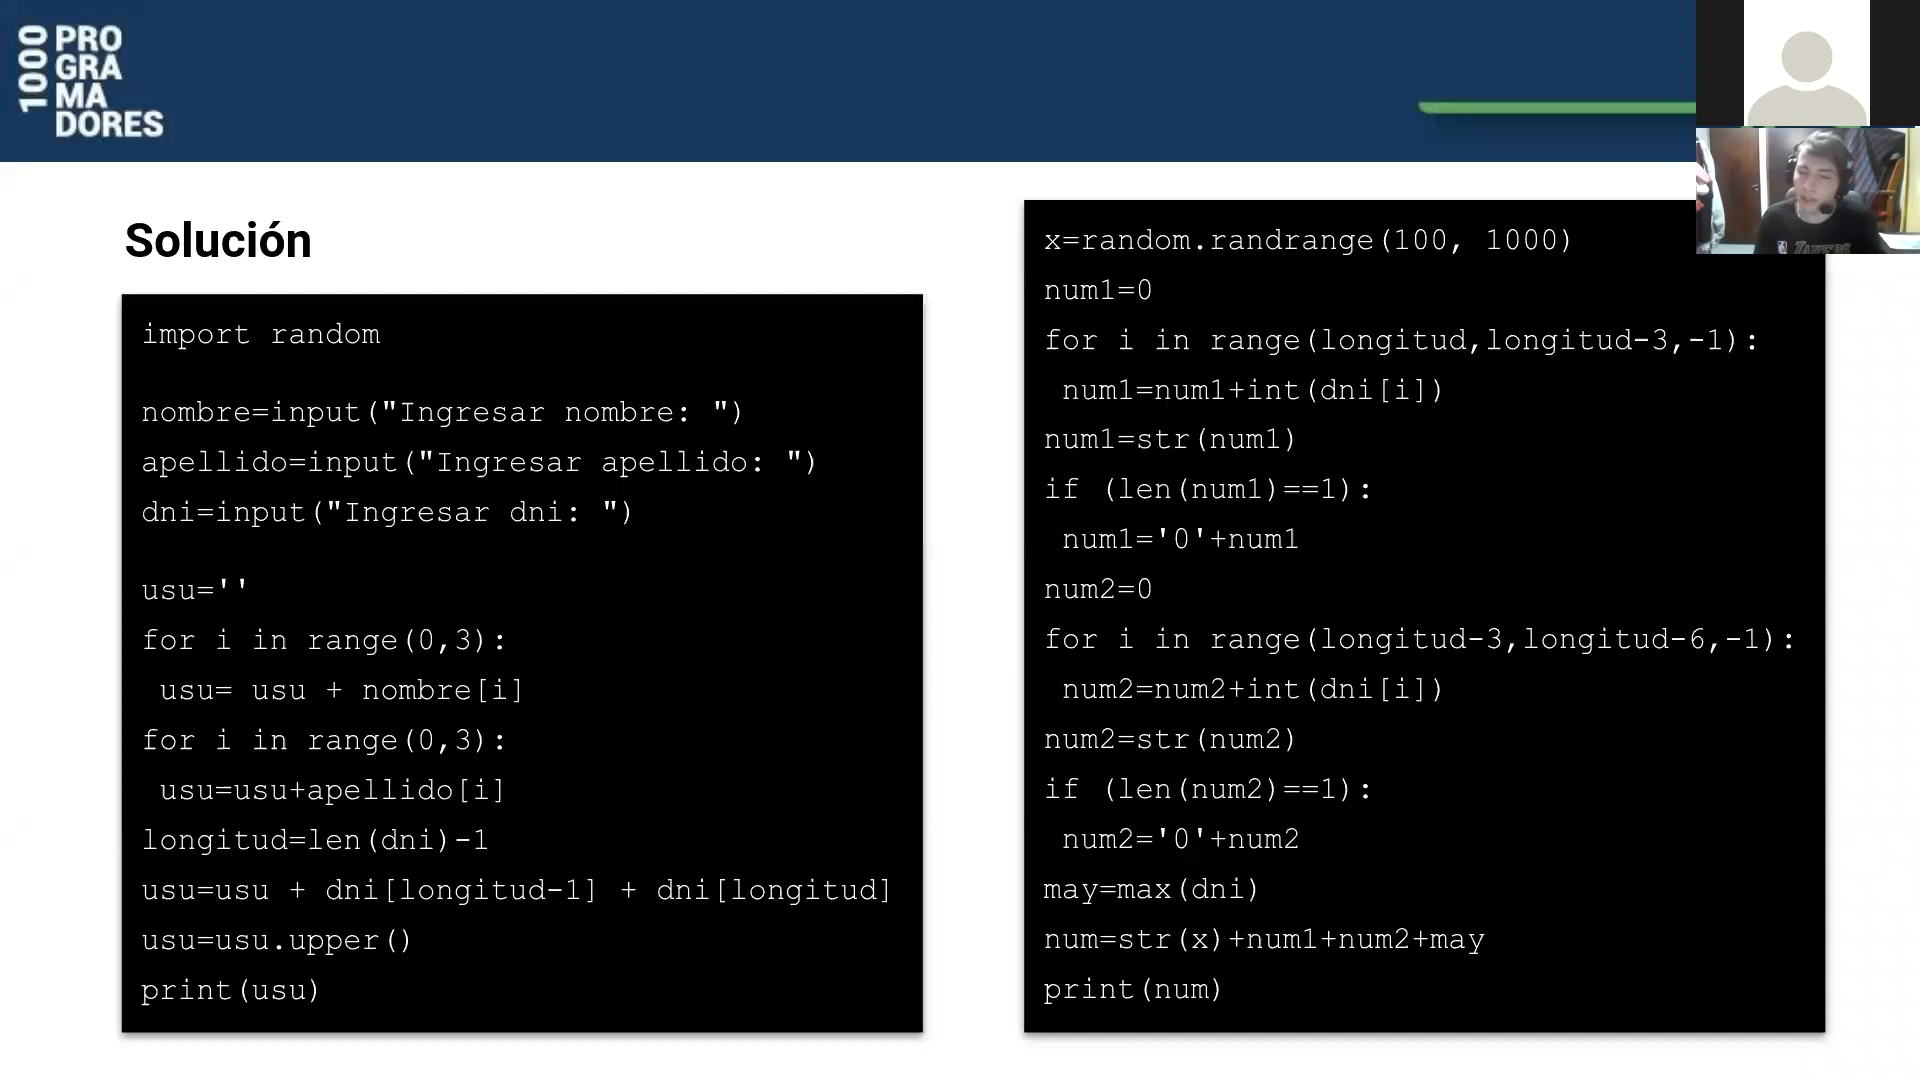 1000
PRO
GRA
MA
DORES
Solución
import random
nombre=input("Ingresar nombre: ")
apellido=input("Ingresar apellido: ")
dni=input("Ingresar dni: ")
usu=''
for i in range(0,3):
 usu= usu + nombre[i]
for i in range(0,3):
 usu=usu+apellido[i]
longitud=len(dni)-1
usu=usu + dni[longitud-1] + dni[longitud]
usu=usu.upper()
print(usu)
x=random.randrange(100, 1000)
num1=0
for i in range(longitud,longitud-3,-1):
 num1=num1+int(dni[i])
num1=str(num1)
if (len(num1)==1):
 num1='0'+num1
num2=0
for i in range(longitud-3,longitud-6,-1):
 num2=num2+int(dni[i])
num2=str(num2)
if (len(num2)==1):
 num2='0'+num2
may=max(dni)
num=str(x)+num1+num2+may
print(num)